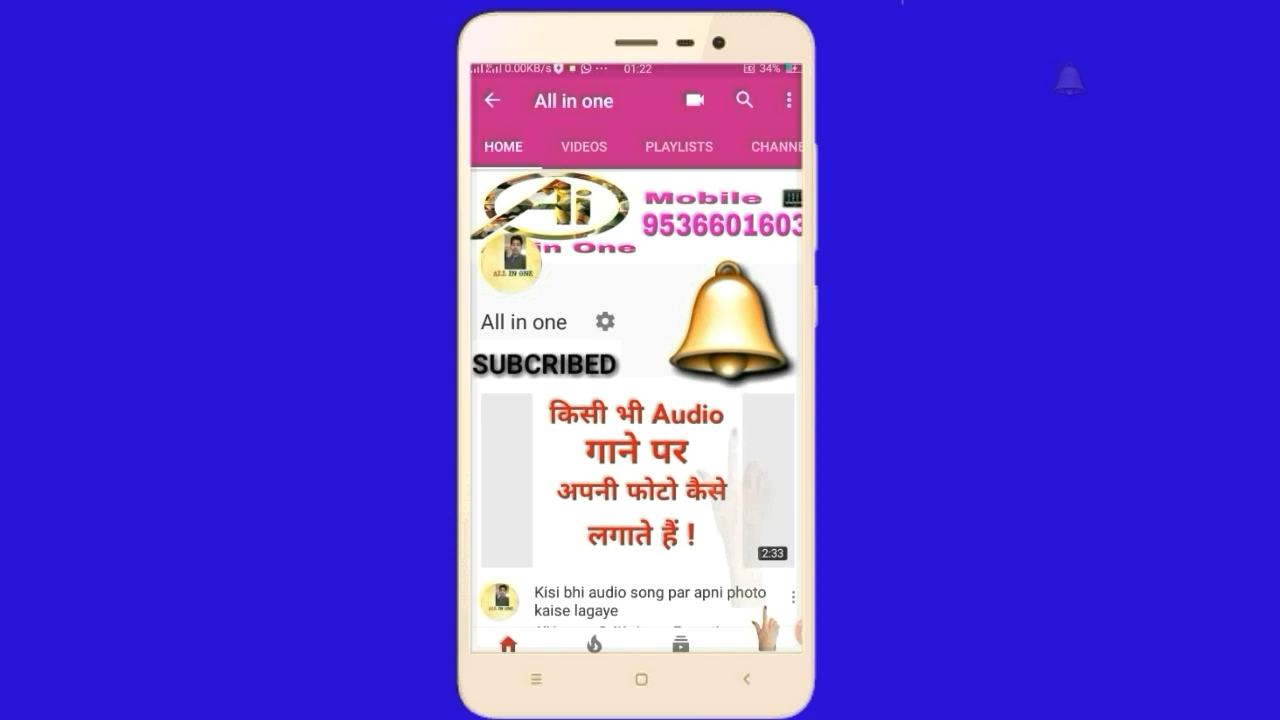 0.00KB/s 01:22 34%
All in one
HOME VIDEOS PLAYLISTS CHANNE
Ai
in One
Mobile
9536601603
ALL IN ONE
All in one
SUBCRIBED
किसी भी Audio
गाने पर
अपनी फोटो कैसे
लगाते हैं !
2:33
Kisi bhi audio song par apni photo
kaise lagaye